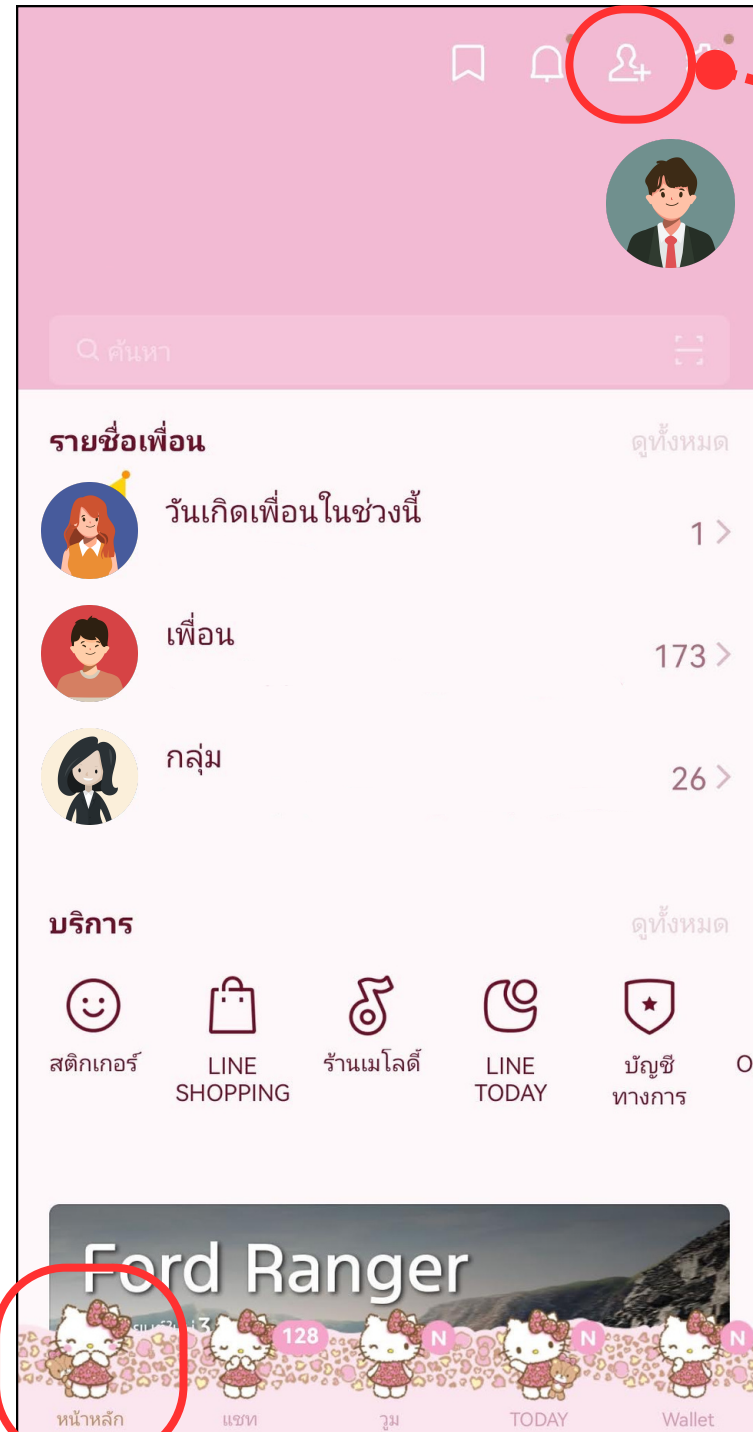 ค้นหา
รายชื่อเพื่อน
ดูทั้งหมด
วันเกิดเพื่อนในช่วงนี้
1
เพื่อน
173
กลุ่ม
26
บริการ
ดูทั้งหมด
สติกเกอร์
LINE
SHOPPING
ร้านเมโลดี้
LINE
TODAY
บัญชี
ทางการ
O
Ford Ranger
128
N
N
N
หน้าหลัก
แชท
วูม
TODAY
Wallet